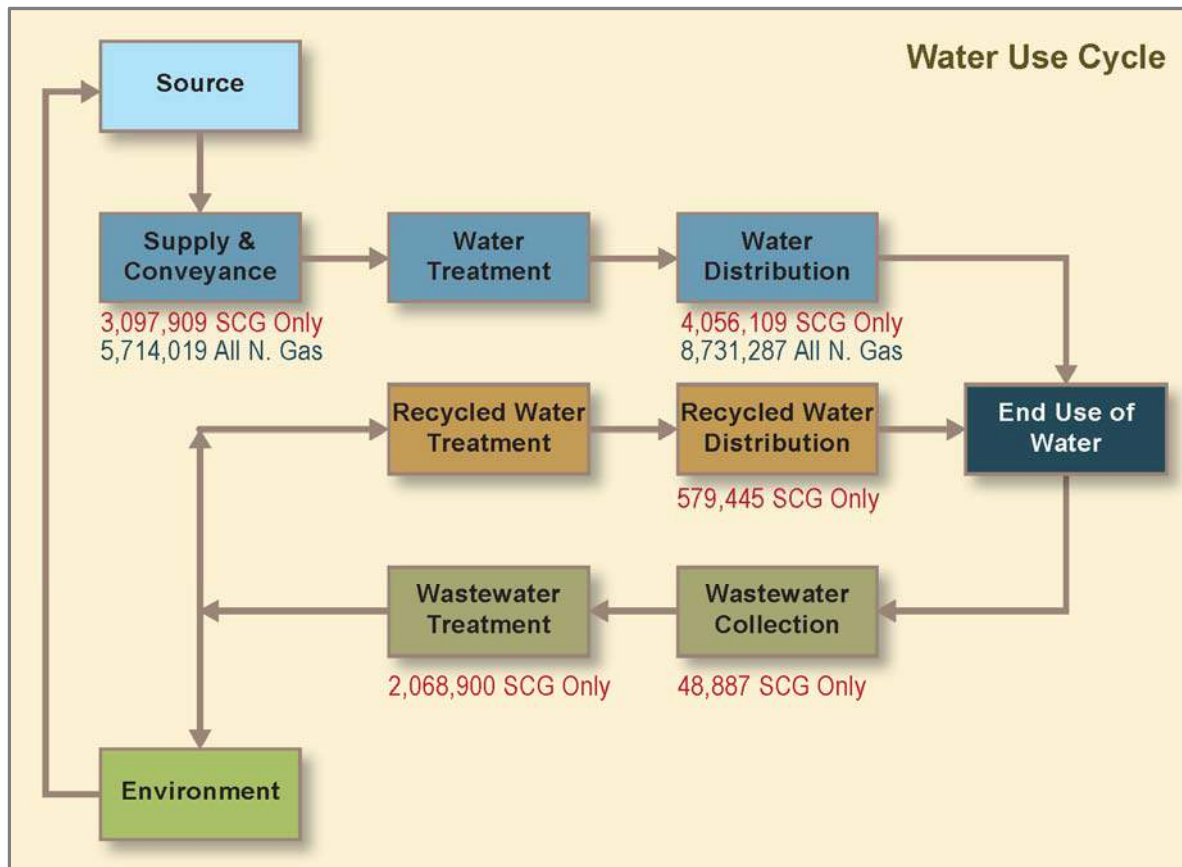 Water Use Cycle
Source
Supply &
Conveyance
3,097,909 SCG Only
5,714,019 All N. Gas
Water
Treatment
Water
Distribution
4,056,109 SCG Only
8,731,287 All N. Gas
Recycled Water
Treatment
Recycled Water
Distribution
579,445 SCG Only
End Use of
Water
Wastewater
Treatment
2,068,900 SCG Only
Wastewater
Collection
48,887 SCG Only
Environment